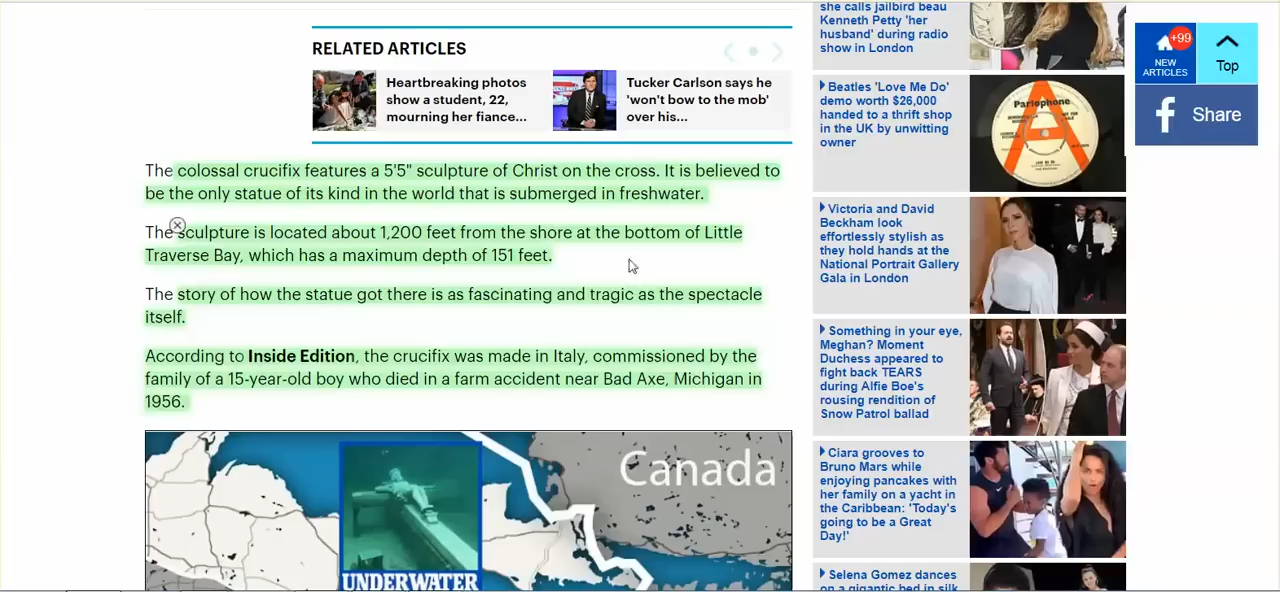 RELATED ARTICLES
Heartbreaking photos
show a student, 22,
mourning her fiance...
Tucker Carlson says he
'won't bow to the mob'
over his...
The colossal crucifix features a 5'5" sculpture of Christ on the cross. It is believed to
be the only statue of its kind in the world that is submerged in freshwater.
The sculpture is located about 1,200 feet from the shore at the bottom of Little
Traverse Bay, which has a maximum depth of 151 feet.
The story of how the statue got there is as fascinating and tragic as the spectacle
itself.
According to Inside Edition, the crucifix was made in Italy, commissioned by the
family of a 15-year-old boy who died in a farm accident near Bad Axe, Michigan in
1956.
Canada
UNDERWATER
she calls jailbird beau
Kenneth Petty 'her
husband' during radio
show in London
Beatles 'Love Me Do'
demo worth $26,000
handed to a thrift shop
in the UK by unwitting
owner
Parlophone
Victoria and David
Beckham look
effortlessly stylish as
they hold hands at the
National Portrait Gallery
Gala in London
Something in your eye,
Meghan? Moment
Duchess appeared to
fight back TEARS
during Alfie Boe's
rousing rendition of
Snow Patrol ballad
Ciara grooves to
Bruno Mars while
enjoying pancakes with
her family on a yacht in
the Caribbean: 'Today's
going to be a Great
Day!'
Selena Gomez dances
on a gigantic bed in silk
+99
NEW
ARTICLES
Top
f Share